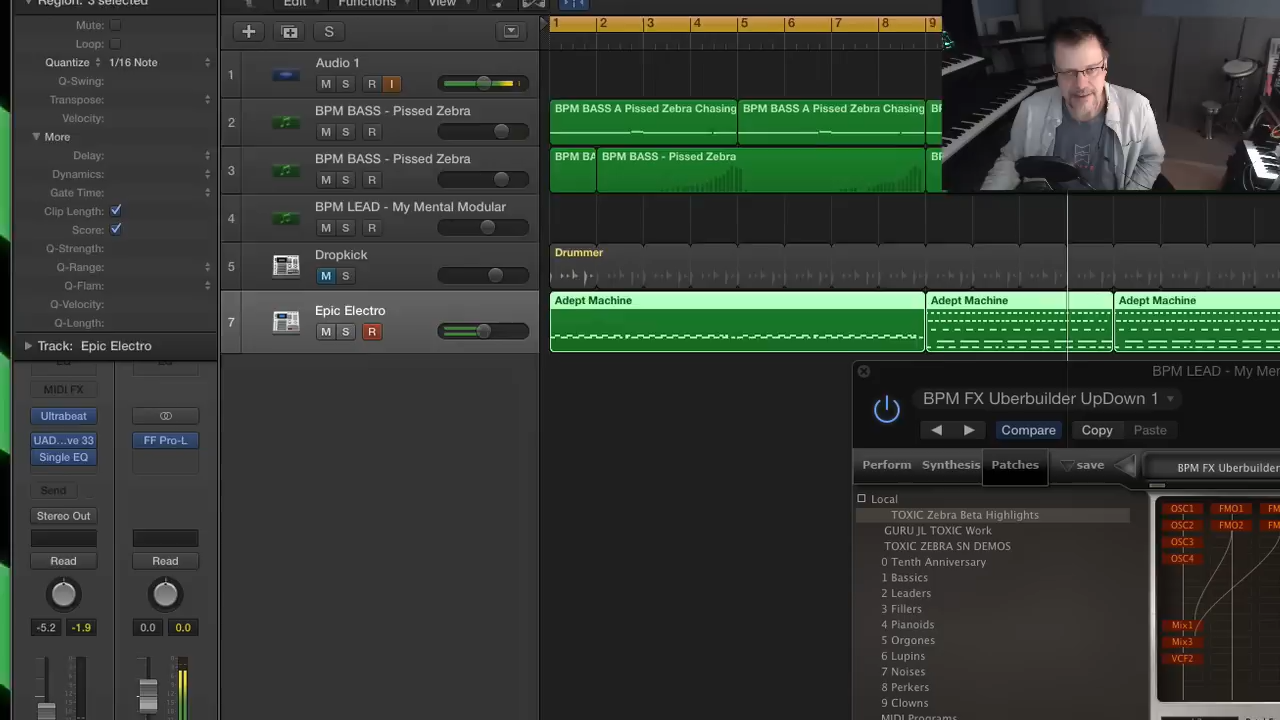 Region: 3 selected
Edit
Functions
View
Mute:
Loop:
Quantize 1/16 Note
Q-Swing:
Transpose:
Velocity:
More
Delay:
Dynamics:
Gate Time:
Clip Length:
Score:
Q-Strength:
Q-Range:
Q-Flam:
Q-Velocity:
Q-Length:
Track: Epic Electro
EQ
MIDI FX
Ultrabeat
UAD...ve 33
FF Pro-L
Single EQ
Send
Stereo Out
Read
Read
-5.2 -1.9 0.0 0.0
S
1 2 3 4 5 6 7 8 9
1 Audio 1
M S R I
2 BPM BASS - Pissed Zebra
M S R
3 BPM BASS - Pissed Zebra
M S R
4 BPM LEAD - My Mental Modular
M S R
5 Dropkick
M S
7 Epic Electro
M S R
BPM BASS A Pissed Zebra Chasing
BPM BASS A Pissed Zebra Chasing
BPM BA
BPM BASS - Pissed Zebra
Drummer
Adept Machine
Adept Machine
Adept Machine
BPM LEAD - My Men
BPM FX Uberbuilder UpDown 1
Compare
Copy
Paste
Perform
Synthesis
Patches
save
BPM FX Uberbuilder
Local
TOXIC Zebra Beta Highlights
GURU JL TOXIC Work
TOXIC ZEBRA SN DEMOS
0 Tenth Anniversary
1 Bassics
2 Leaders
3 Fillers
4 Pianoids
5 Orgones
6 Lupins
7 Noises
8 Perkers
9 Clowns
MIDI Programs
OSC1 FMO1
OSC2 FMO2
OSC3
OSC4
Mix1
Mix3
VCF2